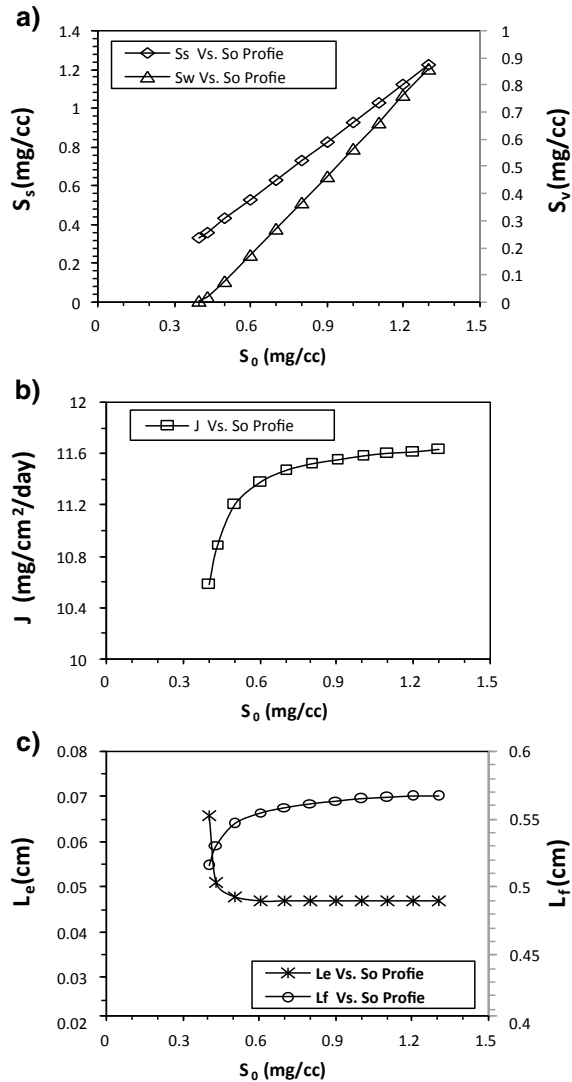 a)
Ss Vs. So Profie
Sw Vs. So Profie
1.4
1.2
1
0.8
0.6
0.4
0.2
0
Ss(mg/cc)
1
0.9
0.8
0.7
0.6
0.5
0.4
0.3
0.2
0.1
0
Sv(mg/cc)
0 0.3 0.6 0.9 1.2 1.5
S0 (mg/cc)
b)
J Vs. So Profie
12
11.6
11.2
10.8
10.4
10
J (mg/cm²/day)
0 0.3 0.6 0.9 1.2 1.5
S0 (mg/cc)
c)
0.08
0.07
0.06
0.05
0.04
0.03
0.02
Le(cm)
0.6
0.55
0.5
0.45
0.4
Lf(cm)
Le Vs. So Profie
Lf Vs. So Profie
0 0.3 0.6 0.9 1.2 1.5
S0 (mg/cc)